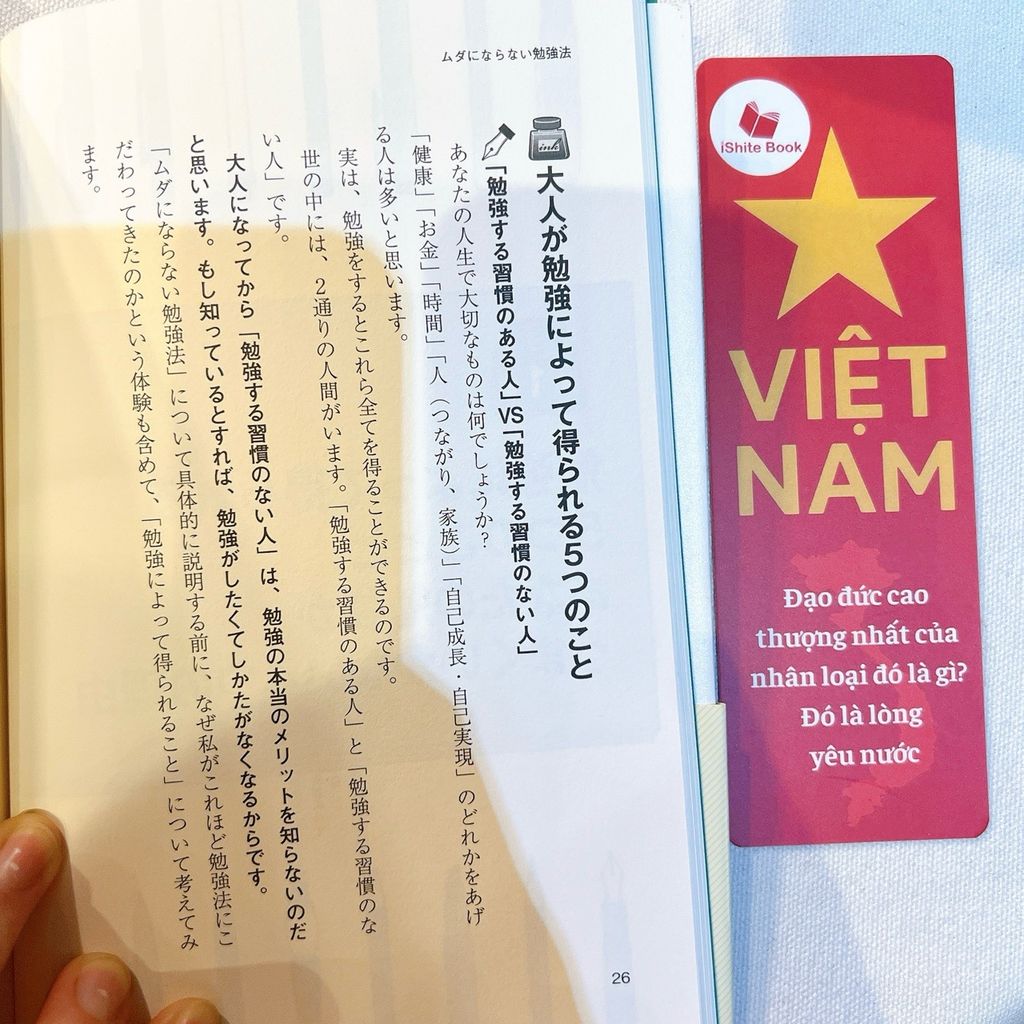 ムダにならない勉強法
ink
大人が勉強によって得られる5つのこと
「勉強する習慣のある人」VS「勉強する習慣のない人」
あなたの人生で大切なものは何でしょうか？
「健康」「お金」「時間」「人（つながり、家族）」「自己成長・自己実現」のどれかをあげ
る人は多いと思います。
実は、勉強をするとこれら全てを得ることができるのです。
世の中には、2通りの人間がいます。「勉強する習慣のある人」と「勉強する習慣のな
い人」です。
大人になってから「勉強する習慣のない人」は、勉強の本当のメリットを知らないのだ
と思います。もし知っているとすれば、勉強がしたくてしかたがなくなるからです。
「ムダにならない勉強法」について具体的に説明する前に、なぜ私がこれほど勉強法にこ
だわってきたのかという体験も含めて、「勉強によって得られること」について考えてみ
ます。
26
iShite Book
VIỆT
NAM
Đạo đức cao
thượng nhất của
nhân loại đó là gì?
Đó là lòng
yêu nước